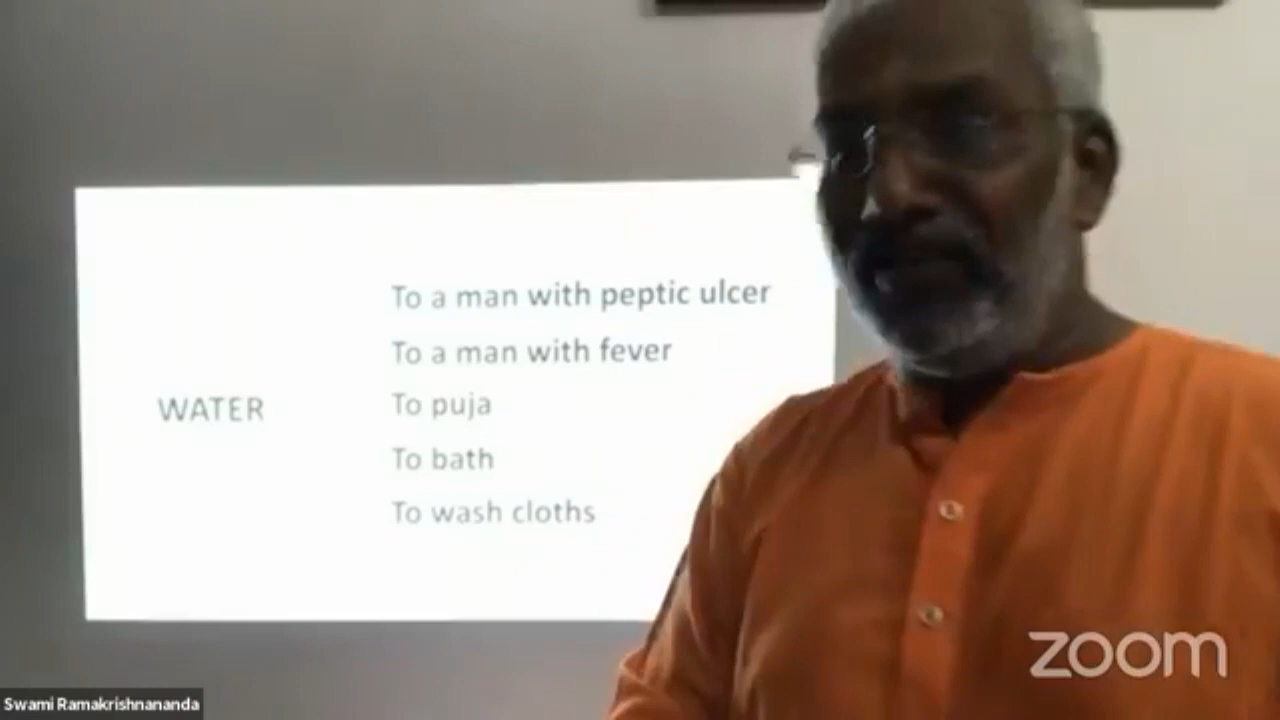 To a man with peptic ulcer
To a man with fever
WATER
To puja
To bath
To wash cloths
zoom
Swami Ramakrishnananda